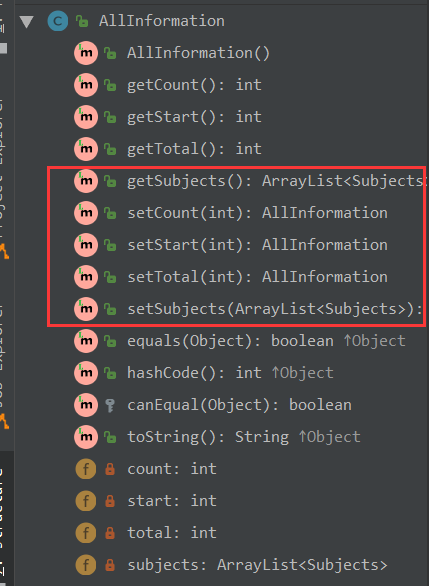 AllInformation
AllInformation()
getCount(): int
getStart(): int
getTotal(): int
getSubjects(): ArrayList<Subjects>
setCount(int): AllInformation
setStart(int): AllInformation
setTotal(int): AllInformation
setSubjects(ArrayList<Subjects>):
equals(Object): boolean ↑Object
hashCode(): int ↑Object
canEqual(Object): boolean
toString(): String ↑Object
count: int
start: int
total: int
subjects: ArrayList<Subjects>
Structure